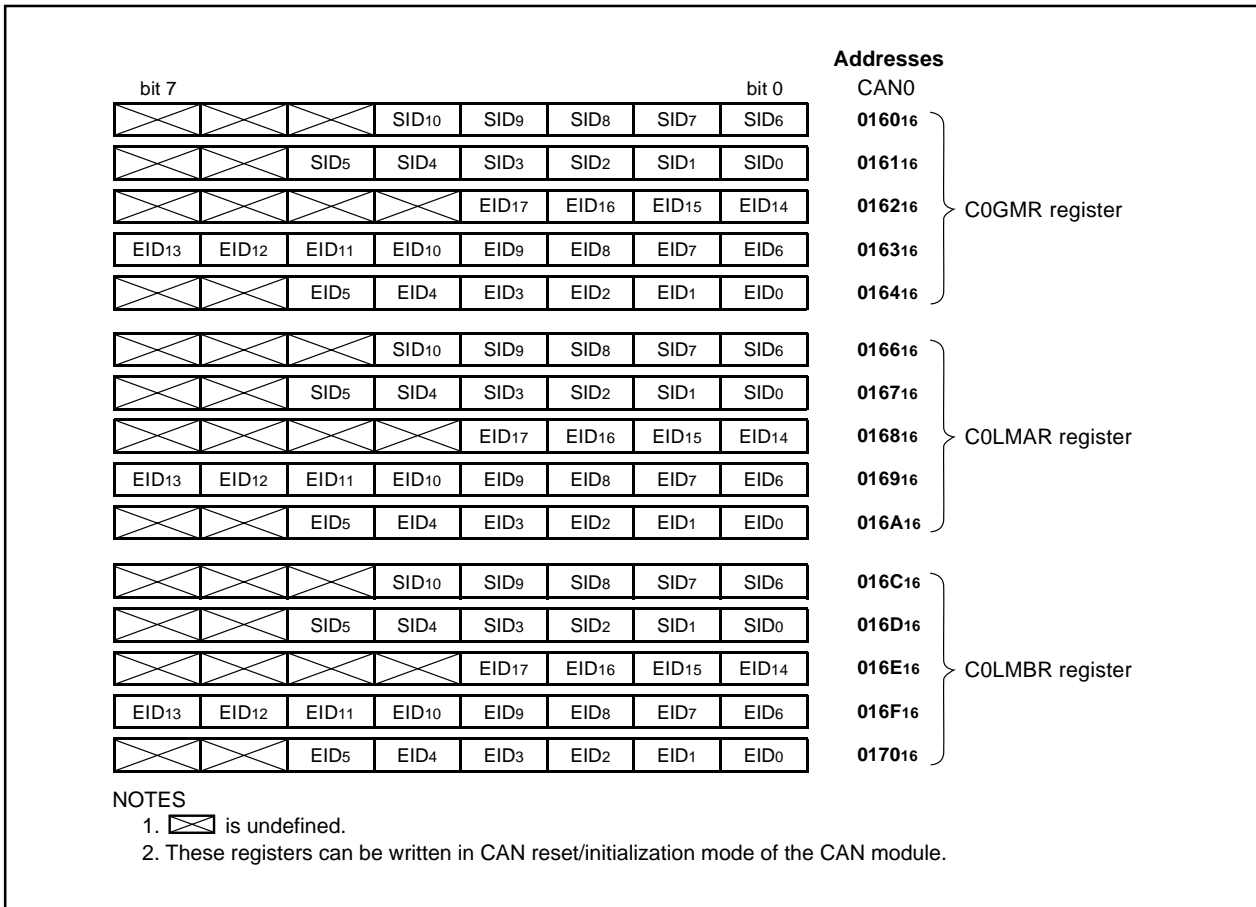 Addresses
bit 7 bit 0 CAN0
SID10 SID9 SID8 SID7 SID6 016016
SID5 SID4 SID3 SID2 SID1 SID0 016116
EID17 EID16 EID15 EID14 016216 C0GMR register
EID13 EID12 EID11 EID10 EID9 EID8 EID7 EID6 016316
EID5 EID4 EID3 EID2 EID1 EID0 016416
SID10 SID9 SID8 SID7 SID6 016616
SID5 SID4 SID3 SID2 SID1 SID0 016716
EID17 EID16 EID15 EID14 016816 C0LMAR register
EID13 EID12 EID11 EID10 EID9 EID8 EID7 EID6 016916
EID5 EID4 EID3 EID2 EID1 EID0 016A16
SID10 SID9 SID8 SID7 SID6 016C16
SID5 SID4 SID3 SID2 SID1 SID0 016D16
EID17 EID16 EID15 EID14 016E16 C0LMBR register
EID13 EID12 EID11 EID10 EID9 EID8 EID7 EID6 016F16
EID5 EID4 EID3 EID2 EID1 EID0 017016
NOTES
1. is undefined.
2. These registers can be written in CAN reset/initialization mode of the CAN module.